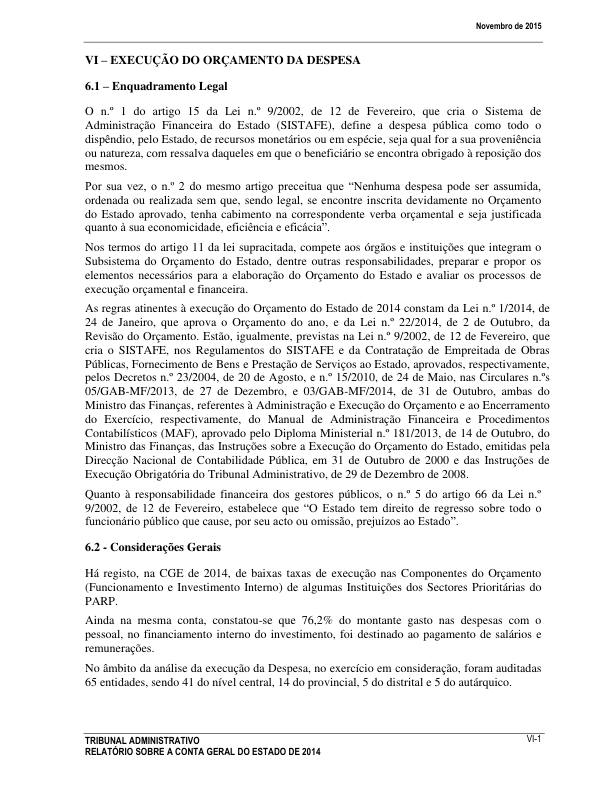 Novembro de 2015
VI – EXECUÇÃO DO ORÇAMENTO DA DESPESA
6.1 – Enquadramento Legal
O n.º 1 do artigo 15 da Lei n.º 9/2002, de 12 de Fevereiro, que cria o Sistema de
Administração Financeira do Estado (SISTAFE), define a despesa pública como todo o
dispêndio, pelo Estado, de recursos monetários ou em espécie, seja qual for a sua proveniência
ou natureza, com ressalva daqueles em que o beneficiário se encontra obrigado à reposição dos
mesmos.
Por sua vez, o n.º 2 do mesmo artigo preceitua que “Nenhuma despesa pode ser assumida,
ordenada ou realizada sem que, sendo legal, se encontre inscrita devidamente no Orçamento
do Estado aprovado, tenha cabimento na correspondente verba orçamental e seja justificada
quanto à sua economicidade, eficiência e eficácia”.
Nos termos do artigo 11 da lei supracitada, compete aos órgãos e instituições que integram o
Subsistema do Orçamento do Estado, dentre outras responsabilidades, preparar e propor os
elementos necessários para a elaboração do Orçamento do Estado e avaliar os processos de
execução orçamental e financeira.
As regras atinentes à execução do Orçamento do Estado de 2014 constam da Lei n.º 1/2014, de
24 de Janeiro, que aprova o Orçamento do ano, e da Lei n.º 22/2014, de 2 de Outubro, da
Revisão do Orçamento. Estão, igualmente, previstas na Lei n.º 9/2002, de 12 de Fevereiro, que
cria o SISTAFE, nos Regulamentos do SISTAFE e da Contratação de Empreitada de Obras
Públicas, Fornecimento de Bens e Prestação de Serviços ao Estado, aprovados, respectivamente,
pelos Decretos n.º 23/2004, de 20 de Agosto, e n.º 15/2010, de 24 de Maio, nas Circulares n.ºs
05/GAB-MF/2013, de 27 de Dezembro, e 03/GAB-MF/2014, de 31 de Outubro, ambas do
Ministro das Finanças, referentes à Administração e Execução do Orçamento e ao Encerramento
do Exercício, respectivamente, do Manual de Administração Financeira e Procedimentos
Contabilísticos (MAF), aprovado pelo Diploma Ministerial n.º 181/2013, de 14 de Outubro, do
Ministro das Finanças, das Instruções sobre a Execução do Orçamento do Estado, emitidas pela
Direcção Nacional de Contabilidade Pública, em 31 de Outubro de 2000 e das Instruções de
Execução Obrigatória do Tribunal Administrativo, de 29 de Dezembro de 2008.
Quanto à responsabilidade financeira dos gestores públicos, o n.º 5 do artigo 66 da Lei n.º
9/2002, de 12 de Fevereiro, estabelece que “O Estado tem direito de regresso sobre todo o
funcionário público que cause, por seu acto ou omissão, prejuízos ao Estado”.
6.2 - Considerações Gerais
Há registo, na CGE de 2014, de baixas taxas de execução nas Componentes do Orçamento
(Funcionamento e Investimento Interno) de algumas Instituições dos Sectores Prioritárias do
PARP.
Ainda na mesma conta, constatou-se que 76,2% do montante gasto nas despesas com o
pessoal, no financiamento interno do investimento, foi destinado ao pagamento de salários e
remunerações.
No âmbito da análise da execução da Despesa, no exercício em consideração, foram auditadas
65 entidades, sendo 41 do nível central, 14 do provincial, 5 do distrital e 5 do autárquico.
TRIBUNAL ADMINISTRATIVO
VI-1
RELATÓRIO SOBRE A CONTA GERAL DO ESTADO DE 2014